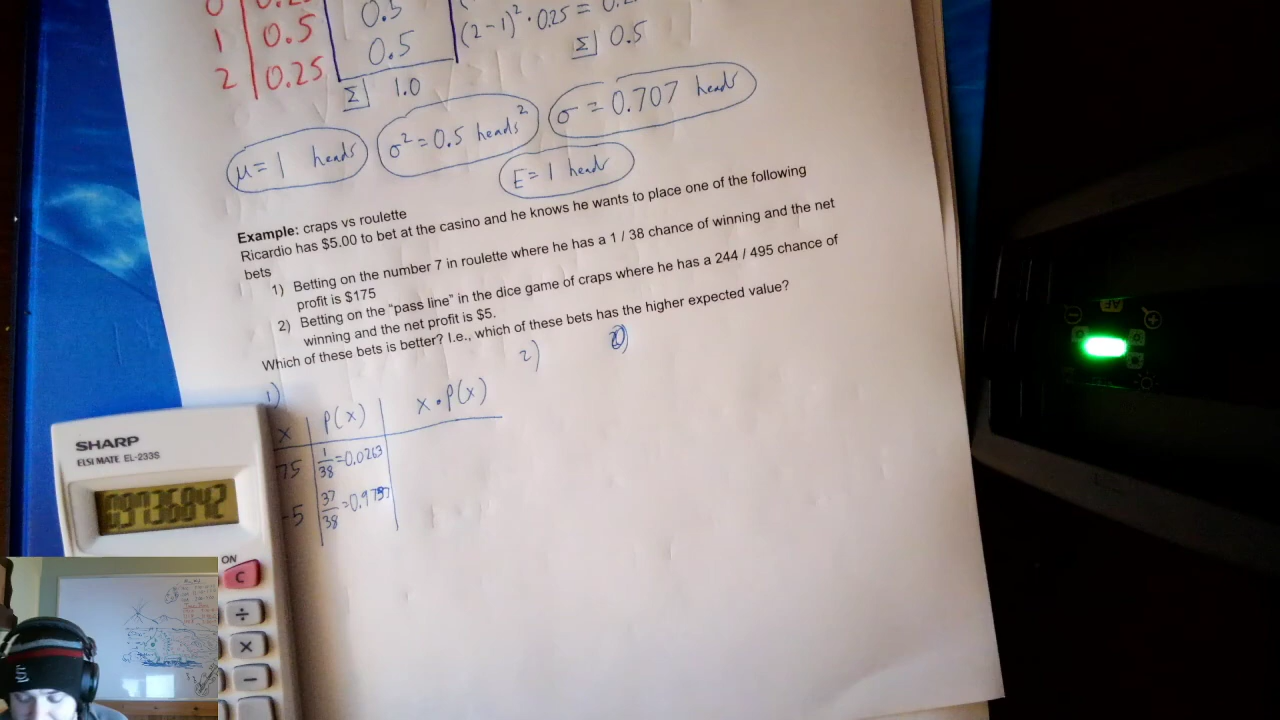 1 0.5 0.5 (2-1)² · 0.25 =
2 0.25 0.5 Σ 0.5
Σ 1.0
μ = 1 heads σ² = 0.5 heads² σ = 0.707 heads
E = 1 heads
Example: craps vs roulette
Ricardio has $5.00 to bet at the casino and he knows he wants to place one of the following
bets
1) Betting on the number 7 in roulette where he has a 1 / 38 chance of winning and the net
profit is $175
2) Betting on the "pass line" in the dice game of craps where he has a 244 / 495 chance of
winning and the net profit is $5.
Which of these bets is better? I.e., which of these bets has the higher expected value?
1) 2)
x P(x) x·P(x)
75 1/38 =0.0263
-5 37/38 =0.9737
SHARP
ELSI MATE EL-233S
0.9736842
ON
C
÷
×
−
AF